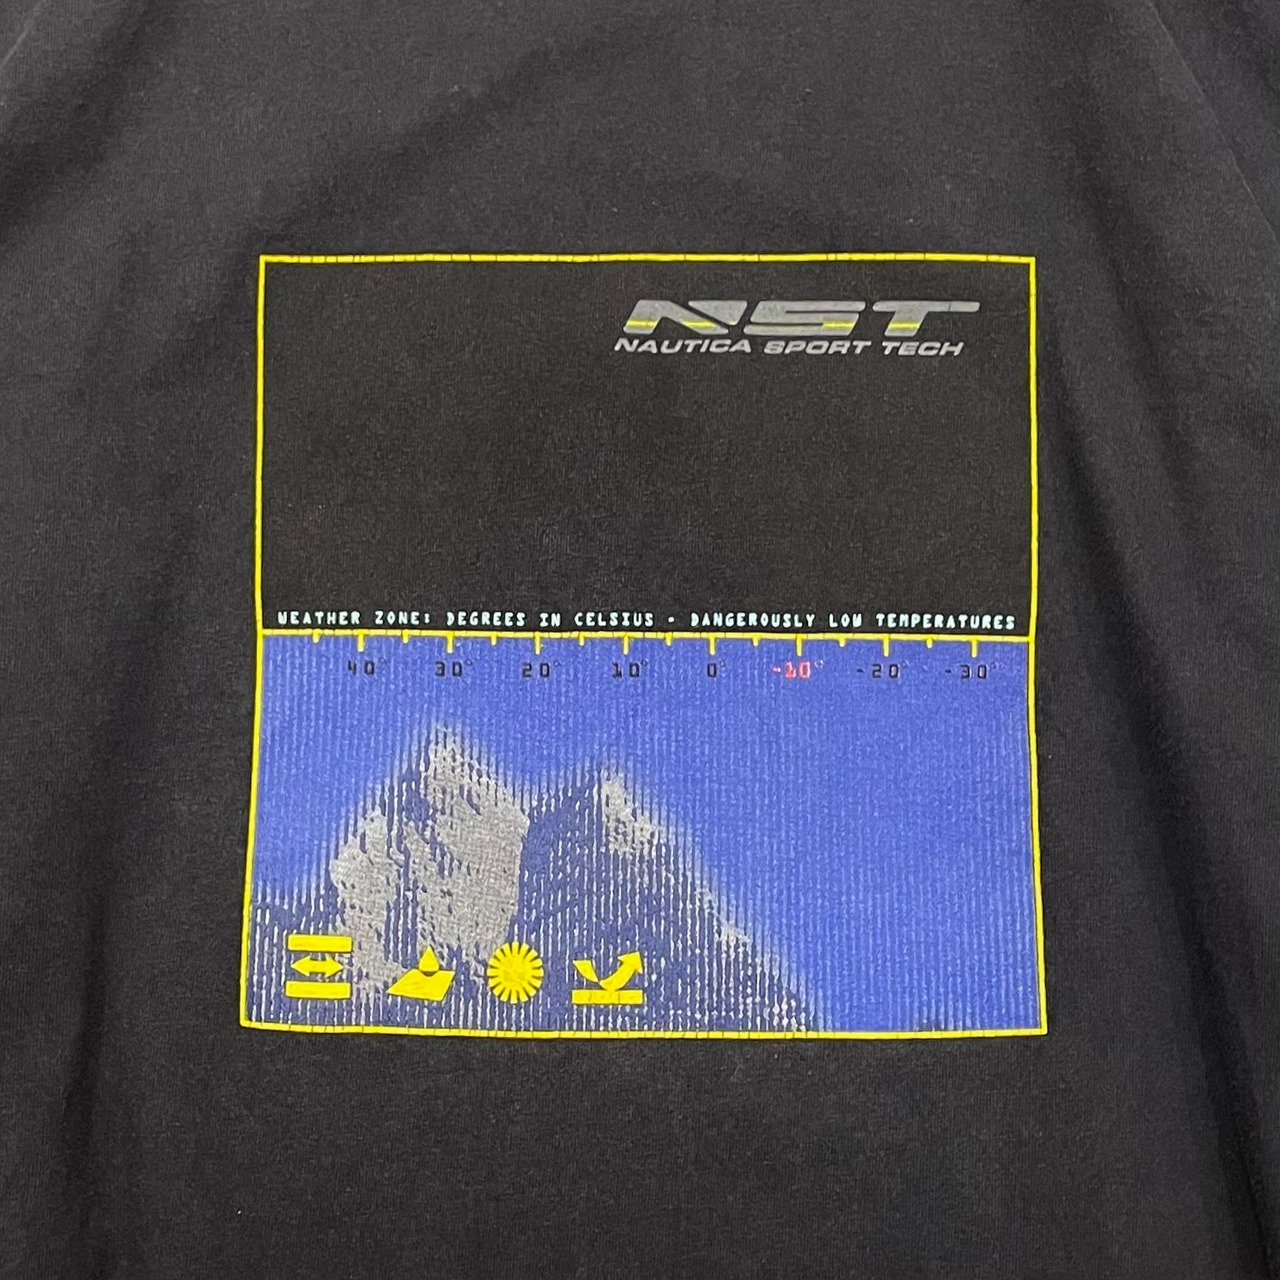 NST
NAUTICA SPORT TECH
WEATHER ZONE: DEGREES IN CELSIUS - DANGEROUSLY LOW TEMPERATURES
40° 30° 20° 10° 0° -10° -20° -30°